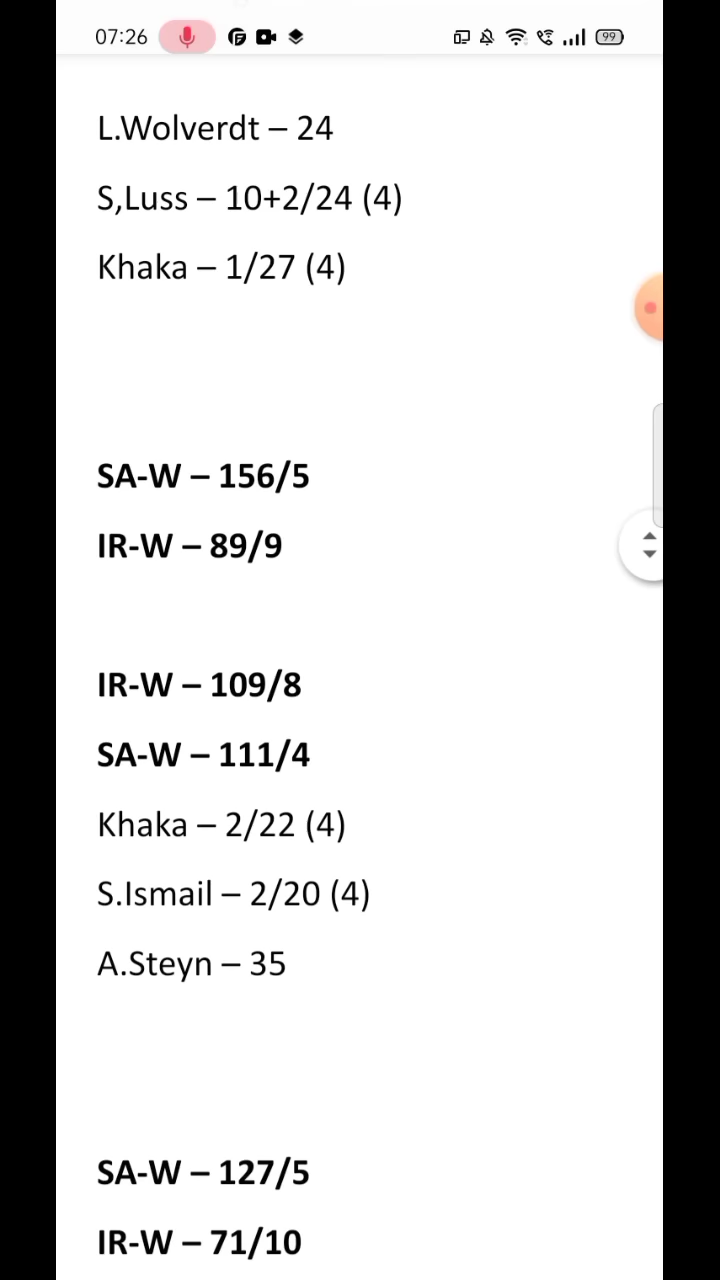 07:26
99
L.Wolverdt – 24
S,Luss – 10+2/24 (4)
Khaka – 1/27 (4)
SA-W – 156/5
IR-W – 89/9
IR-W – 109/8
SA-W – 111/4
Khaka – 2/22 (4)
S.Ismail – 2/20 (4)
A.Steyn – 35
SA-W – 127/5
IR-W – 71/10